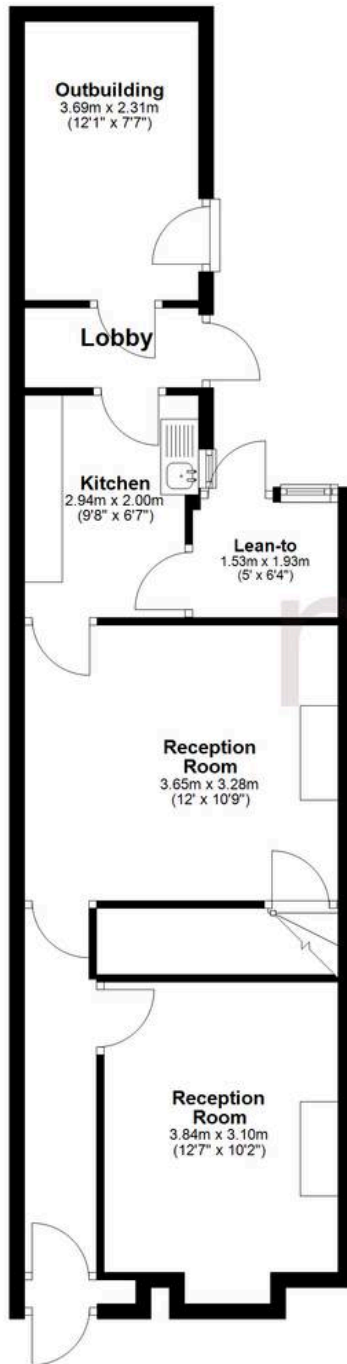 Outbuilding
3.69m x 2.31m
(12'1" x 7'7")
Lobby
Kitchen
2.94m x 2.00m
(9'8" x 6'7")
Lean-to
1.53m x 1.93m
(5' x 6'4")
Reception
Room
3.65m x 3.28m
(12' x 10'9")
Reception
Room
3.84m x 3.10m
(12'7" x 10'2")